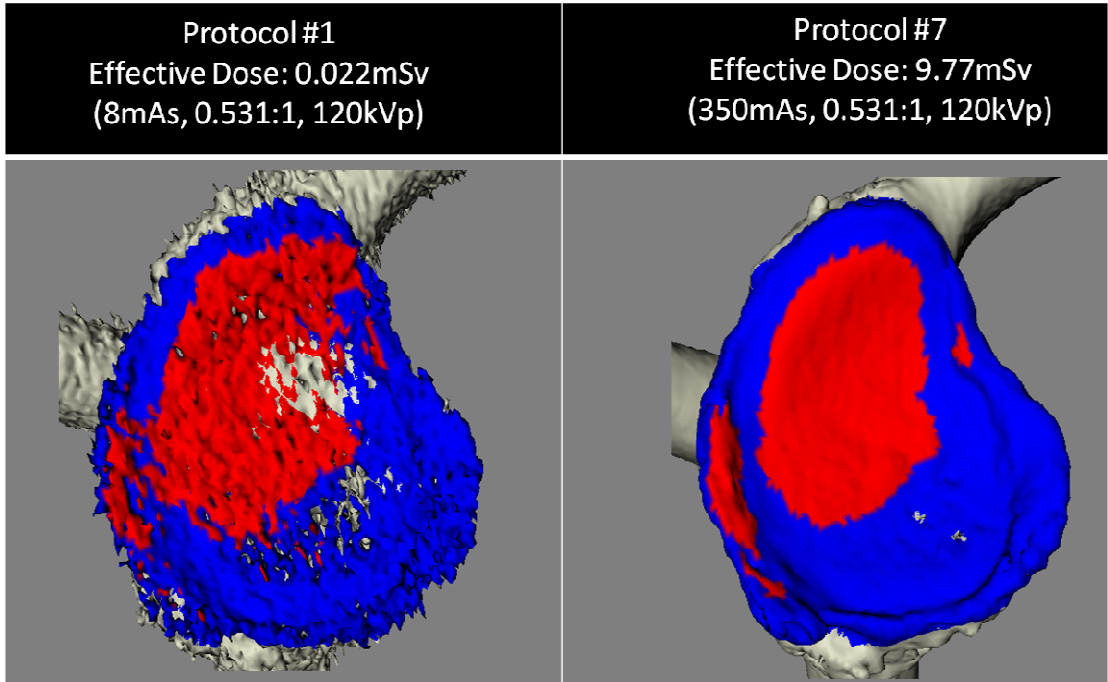 Protocol #1
Effective Dose: 0.022mSv
(8mAs, 0.531:1, 120kVp)
Protocol #7
Effective Dose: 9.77mSv
(350mAs, 0.531:1, 120kVp)